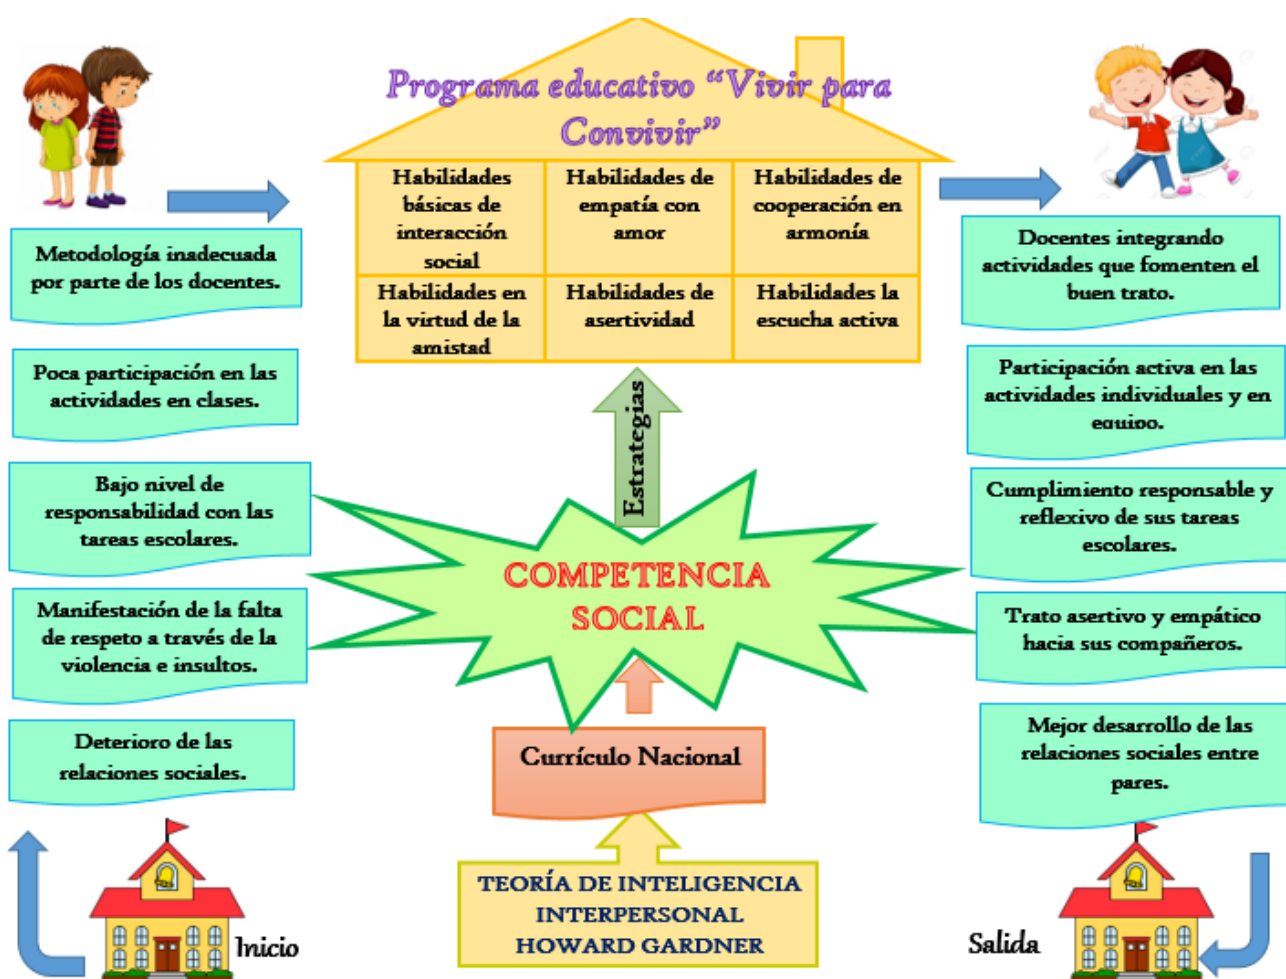 Programa educativo “Vivir para
Convivir”
Habilidades
básicas de
interacción
social
Habilidades de
empatía con
amor
Habilidades de
cooperación en
armonía
Habilidades en
la virtud de la
amistad
Habilidades de
asertividad
Habilidades la
escucha activa
Metodología inadecuada
por parte de los docentes.
Poca participación en las
actividades en clases.
Bajo nivel de
responsabilidad con las
tareas escolares.
Manifestación de la falta
de respeto a través de la
violencia e insultos.
Deterioro de las
relaciones sociales.
Inicio
Estrategias
COMPETENCIA
SOCIAL
Currículo Nacional
TEORÍA DE INTELIGENCIA
INTERPERSONAL
HOWARD GARDNER
Docentes integrando
actividades que fomenten el
buen trato.
Participación activa en las
actividades individuales y en
equipo.
Cumplimiento responsable y
reflexivo de sus tareas
escolares.
Trato asertivo y empático
hacia sus compañeros.
Mejor desarrollo de las
relaciones sociales entre
pares.
Salida